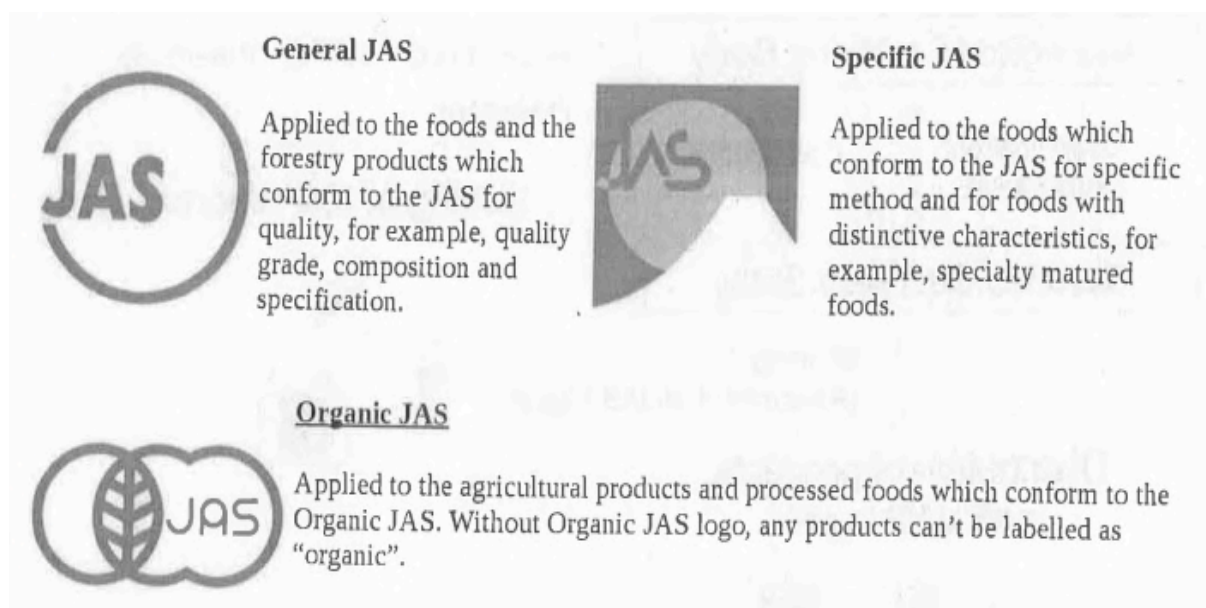 General JAS
JAS
Applied to the foods and the
forestry products which
conform to the JAS for
quality, for example, quality
grade, composition and
specification.
Specific JAS
JAS
Applied to the foods which
conform to the JAS for specific
method and for foods with
distinctive characteristics, for
example, specialty matured
foods.
Organic JAS
JAS
Applied to the agricultural products and processed foods which conform to the
Organic JAS. Without Organic JAS logo, any products can't be labelled as
“organic”.